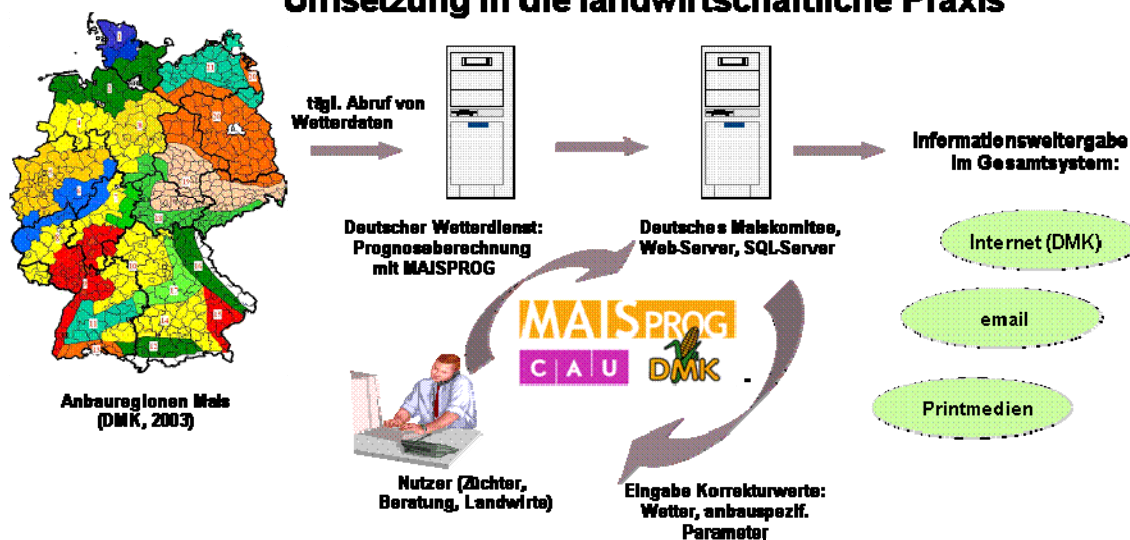 Umsetzung in die landwirtschaftliche Praxis
tägl. Abruf von
Wetterdaten
Informationsweitergabe
im Gesamtsystem:
Deutscher Wetterdienst:
Prognoseberechnung
mit MAISPROG
Deutsches Maiskomitee,
Web-Server, SQL-Server
Internet (DMK)
email
Printmedien
MAISPROG
CAU
DMK
Anbauregionen Mais
(DMK, 2003)
Nutzer (Züchter,
Beratung, Landwirte)
Eingabe Korrekturwerte:
Wetter, anbauspezif.
Parameter